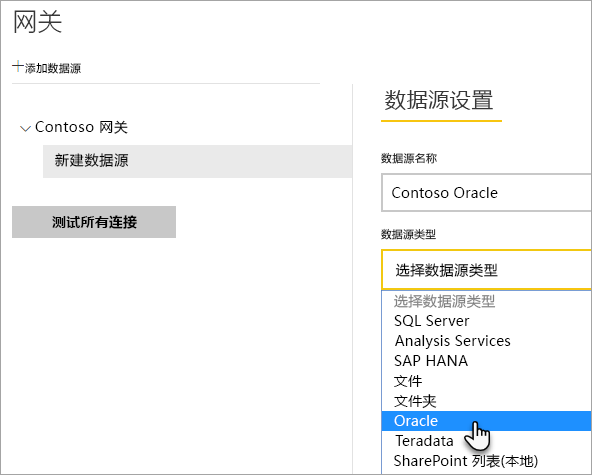 网关
添加数据源
Contoso 网关
新建数据源
测试所有连接
数据源设置
数据源名称
Contoso Oracle
数据源类型
选择数据源类型
选择数据源类型
SQL Server
Analysis Services
SAP HANA
文件
文件夹
Oracle
Teradata
SharePoint 列表(本地)